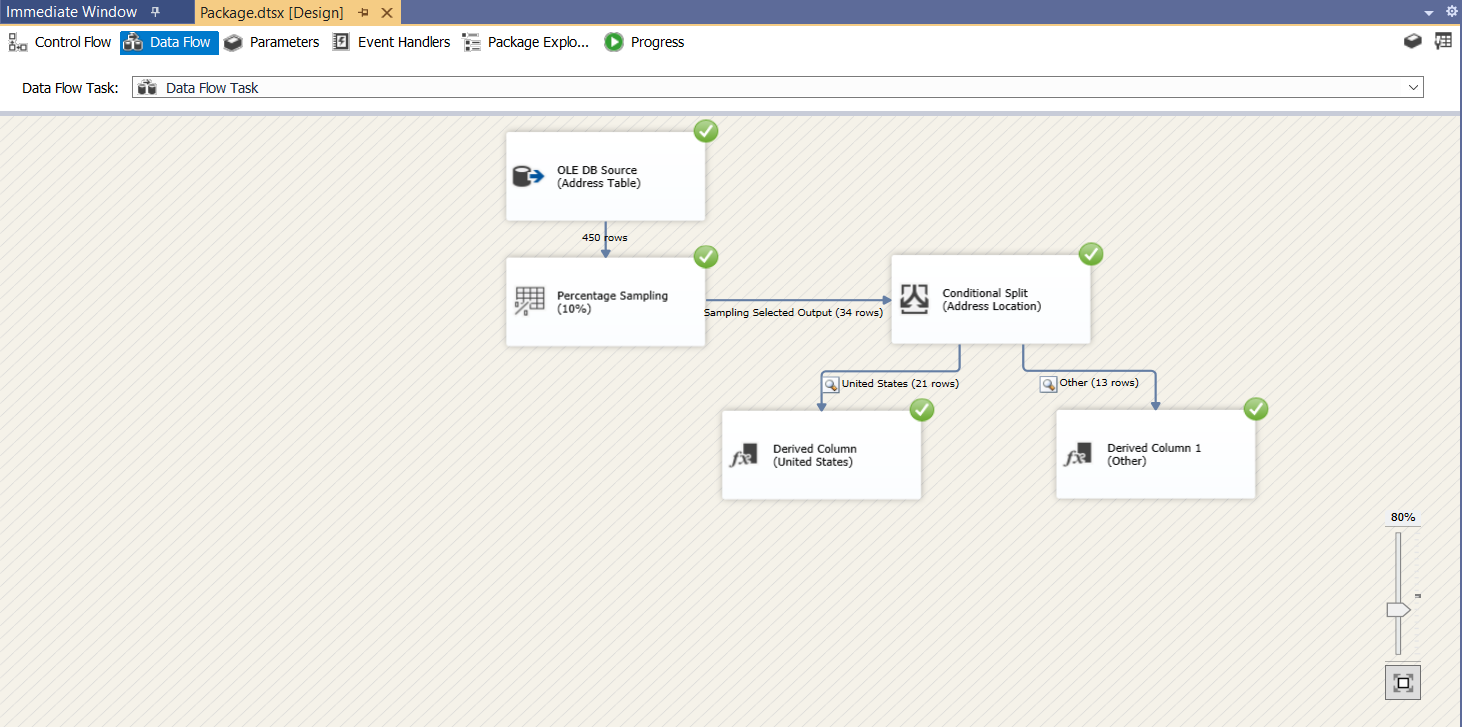 Immediate Window
Package.dtsx [Design]
Control Flow
Data Flow
Parameters
Event Handlers
Package Explo...
Progress
Data Flow Task:
Data Flow Task
OLE DB Source
(Address Table)
450 rows
Percentage Sampling
(10%)
Sampling Selected Output (34 rows)
Conditional Split
(Address Location)
United States (21 rows)
Other (13 rows)
Derived Column
(United States)
Derived Column 1
(Other)
80%